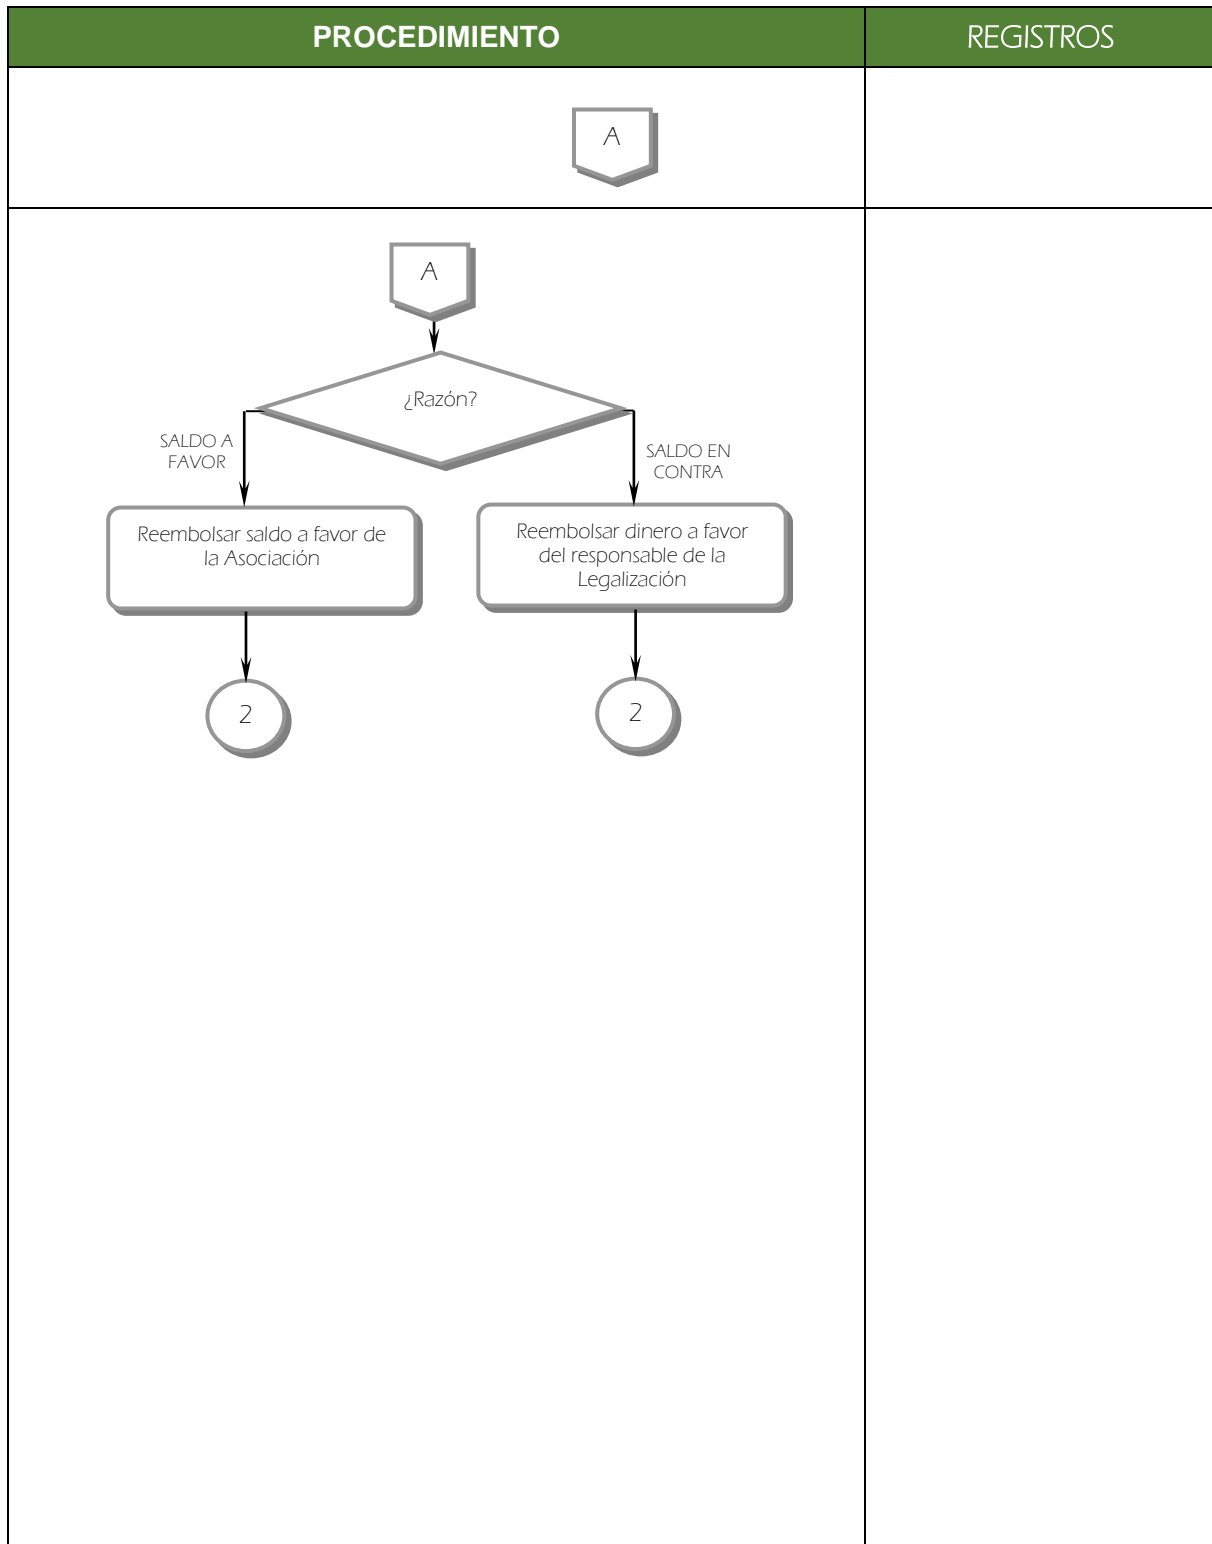 PROCEDIMIENTO
REGISTROS
A
A
¿Razón?
SALDO A
FAVOR
SALDO EN
CONTRA
Reembolsar saldo a favor de
la Asociación
Reembolsar dinero a favor
del responsable de la
Legalización
2
2